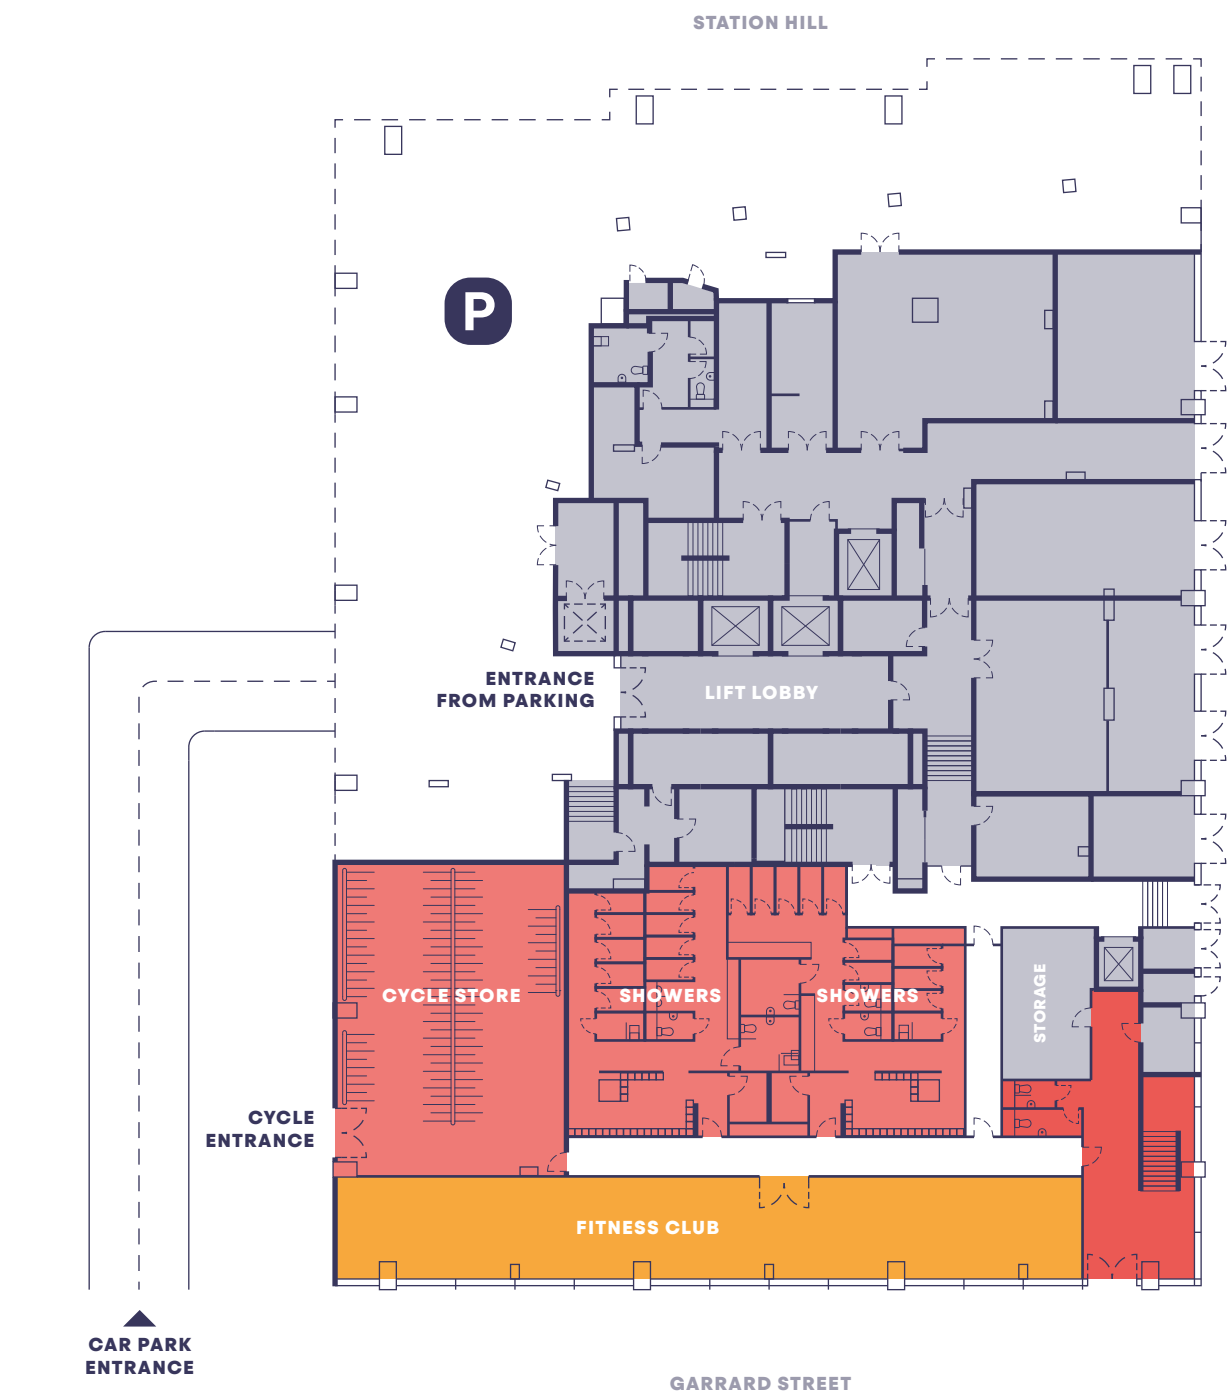 STATION HILL
P
ENTRANCE
FROM PARKING
LIFT LOBBY
CYCLE STORE
SHOWERS
SHOWERS
STORAGE
CYCLE
ENTRANCE
FITNESS CLUB
CAR PARK
ENTRANCE
GARRARD STREET